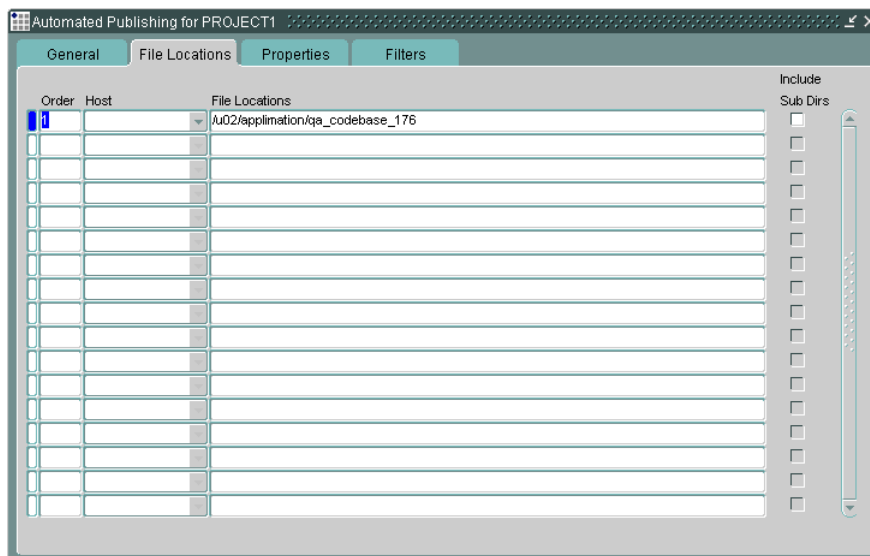 Automated Publishing for PROJECT1
General File Locations Properties Filters
Include
Order Host File Locations Sub Dirs
1 /u02/applimation/qa_codebase_176